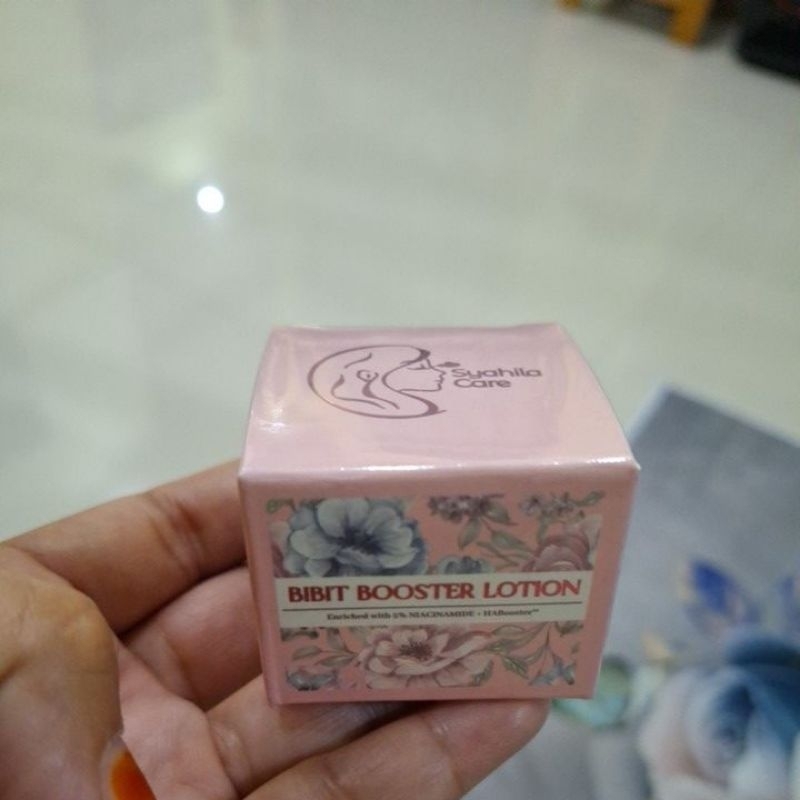 Syahila
Care
BIBIT BOOSTER LOTION
Enriched with 5% NIACINAMIDE + HABooster™